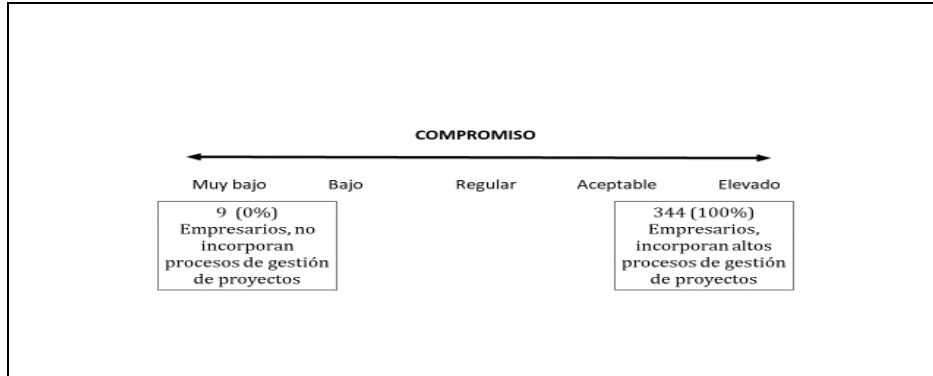 COMPROMISO
Muy bajo Bajo Regular Aceptable Elevado
9 (0%)
Empresarios, no
incorporan
procesos de gestión
de proyectos
344 (100%)
Empresarios,
incorporan altos
procesos de gestión
de proyectos